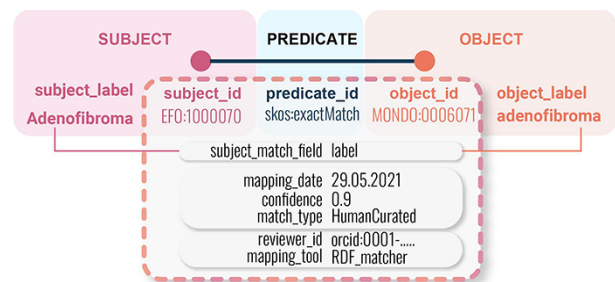 SUBJECT PREDICATE OBJECT
subject_label subject_id predicate_id object_id object_label
Adenofibroma EFO:1000070 skos:exactMatch MONDO:0006071 adenofibroma
subject_match_field label
mapping_date 29.05.2021
confidence 0.9
match_type HumanCurated
reviewer_id orcid:0001-.....
mapping_tool RDF_matcher